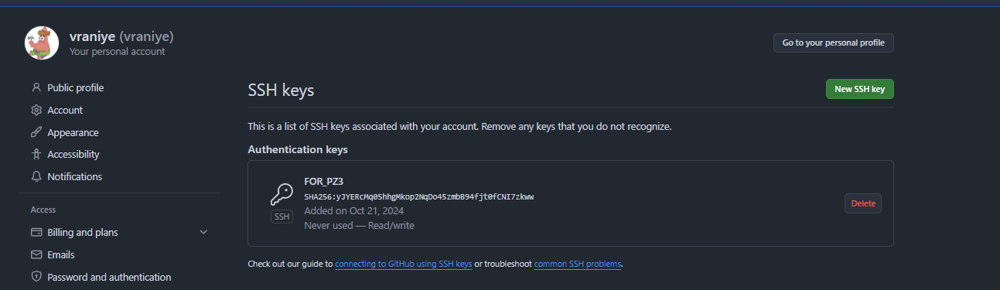 vraniye (vraniye)
Your personal account
Go to your personal profile
Public profile
Account
Appearance
Accessibility
Notifications
Access
Billing and plans
Emails
Password and authentication
SSH keys
New SSH key
This is a list of SSH keys associated with your account. Remove any keys that you do not recognize.
Authentication keys
FOR_PZ3
SHA256:yJYERcMq05hhgMkop2NqDo45zmbB94fjt0fCNI7zkww
Added on Oct 21, 2024
Never used — Read/write
SSH
Delete
Check out our guide to connecting to GitHub using SSH keys or troubleshoot common SSH problems.